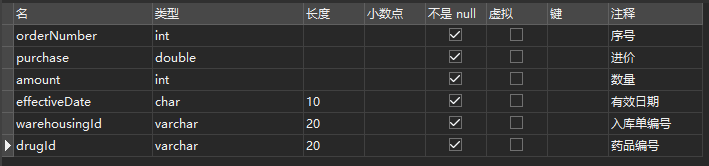 名 类型 长度 小数点 不是 null 虚拟 键 注释
orderNumber int 序号
purchase double 进价
amount int 数量
effectiveDate char 10 有效日期
warehousingId varchar 20 入库单编号
drugId varchar 20 药品编号